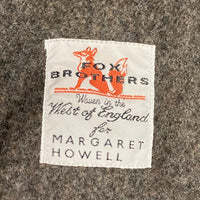 FOX
BROTHERS
Woven in the
West of England
for
MARGARET
HOWELL